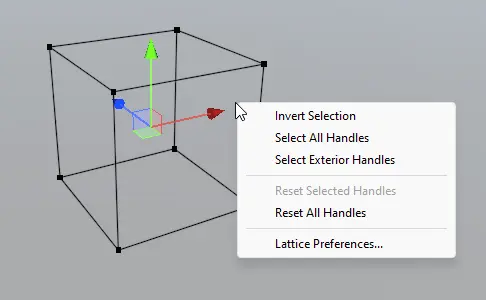 Invert Selection
Select All Handles
Select Exterior Handles
Reset Selected Handles
Reset All Handles
Lattice Preferences...